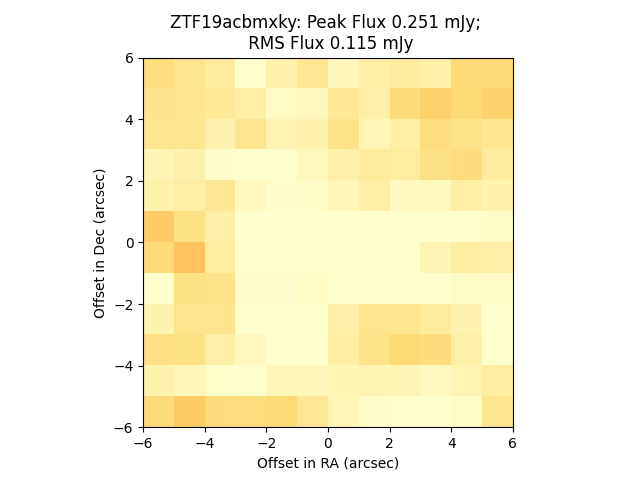 ZTF19acbmxky: Peak Flux 0.251 mJy;
RMS Flux 0.115 mJy
6
4
2
0
−2
−4
−6
Offset in Dec (arcsec)
−6 −4 −2 0 2 4 6
Offset in RA (arcsec)